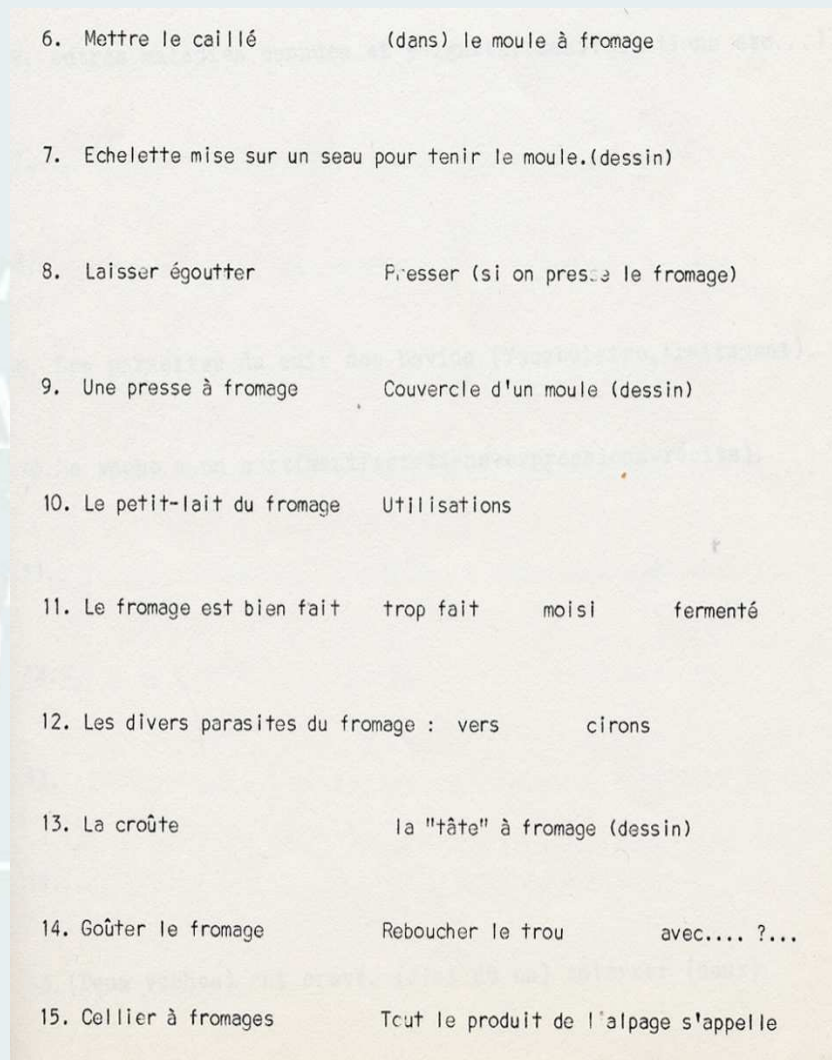 6. Mettre le caillé (dans) le moule à fromage
7. Echelette mise sur un seau pour tenir le moule.(dessin)
8. Laisser égoutter Presser (si on presse le fromage)
9. Une presse à fromage Couvercle d'un moule (dessin)
10. Le petit-lait du fromage Utilisations
11. Le fromage est bien fait trop fait moisi fermenté
12. Les divers parasites du fromage : vers cirons
13. La croûte la "tâte" à fromage (dessin)
14. Goûter le fromage Reboucher le trou avec.... ?...
15. Cellier à fromages Tout le produit de l'alpage s'appelle